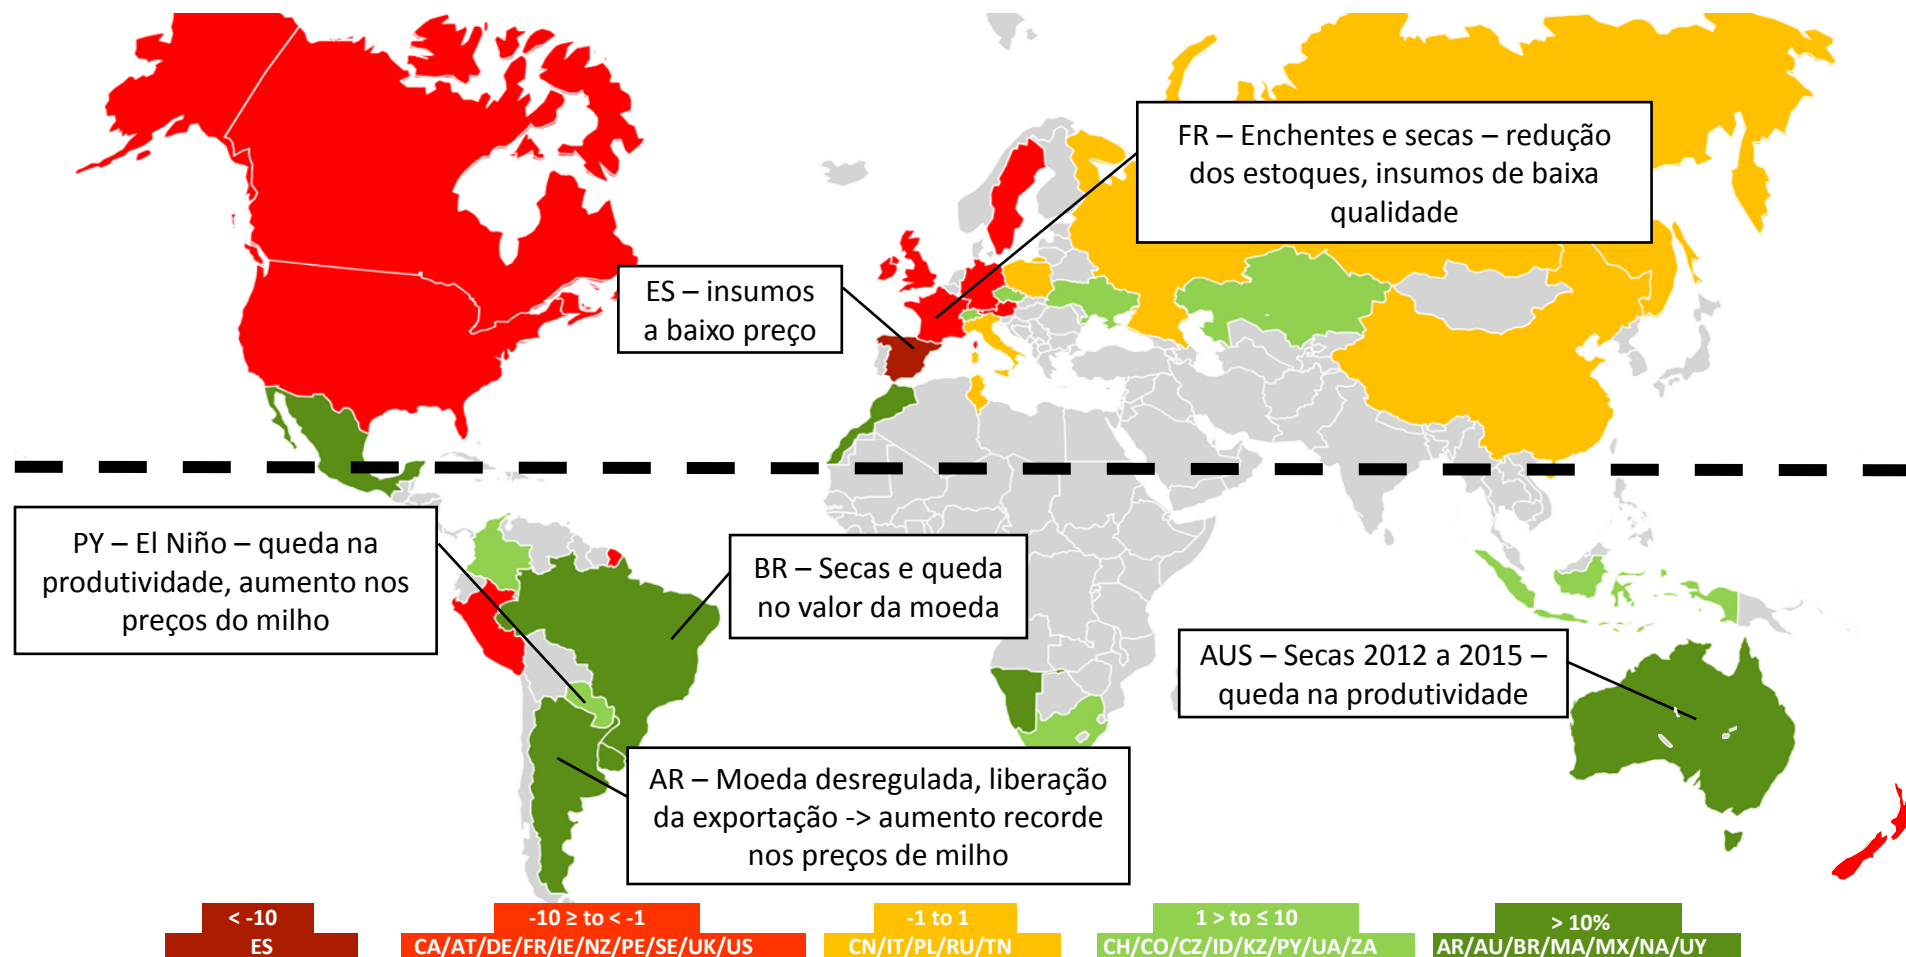 FR – Enchentes e secas – redução
dos estoques, insumos de baixa
qualidade
ES – insumos
a baixo preço
PY – El Niño – queda na
produtividade, aumento nos
preços do milho
BR – Secas e queda
no valor da moeda
AUS – Secas 2012 a 2015 –
queda na produtividade
AR – Moeda desregulada, liberação
da exportação -> aumento recorde
nos preços de milho
< -10
ES
-10 ≥ to < -1
CA/AT/DE/FR/IE/NZ/PE/SE/UK/US
-1 to 1
CN/IT/PL/RU/TN
1 > to ≤ 10
CH/CO/CZ/ID/KZ/PY/UA/ZA
> 10%
AR/AU/BR/MA/MX/NA/UY